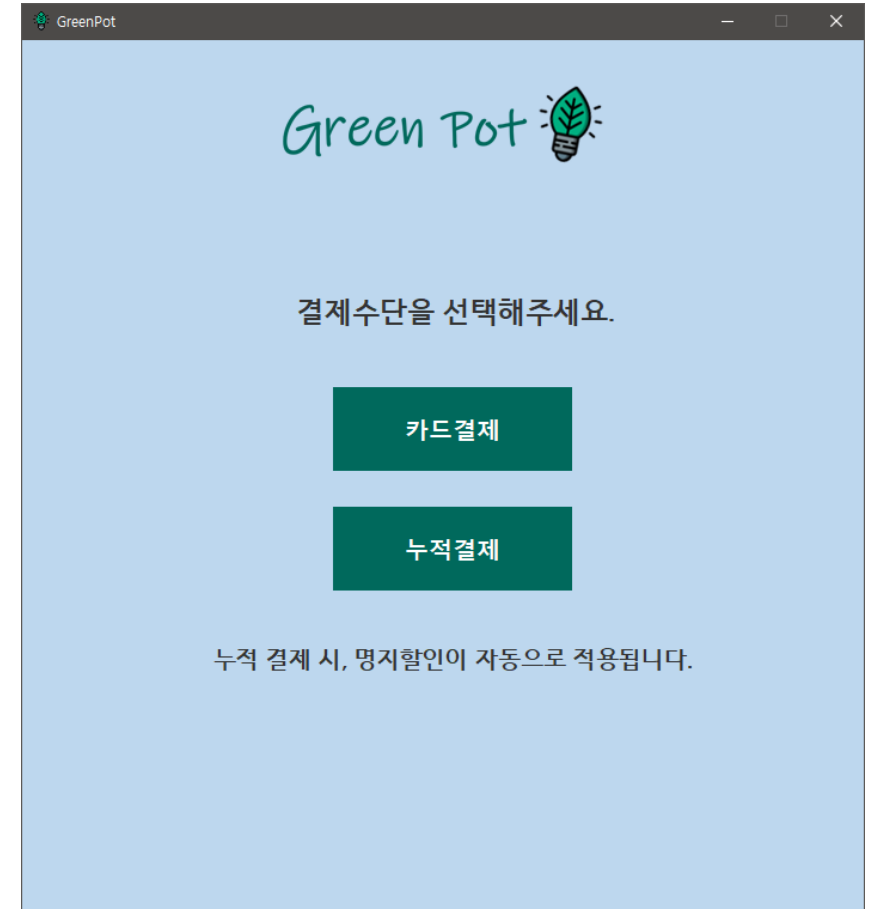 GreenPot
Green Pot
결제수단을 선택해주세요.
카드결제
누적결제
누적 결제 시, 명지할인이 자동으로 적용됩니다.